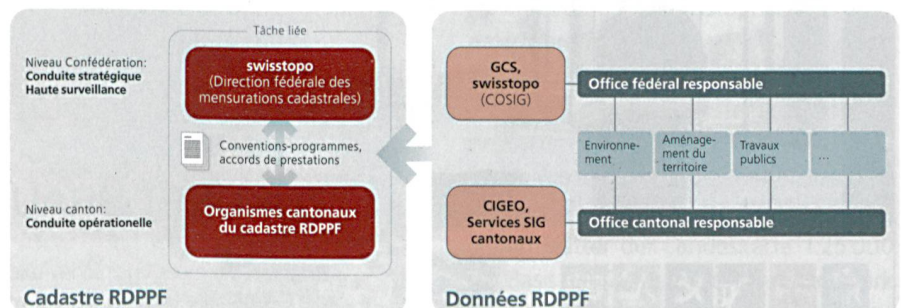 Tâche liée
Niveau Confédération:
Conduite stratégique
Haute surveillance
swisstopo
(Direction fédérale des
mensurations cadastrales)
Conventions-programmes,
accords de prestations
Niveau canton:
Conduite opérationelle
Organismes cantonaux
du cadastre RDPPF
Cadastre RDPPF
GCS,
swisstopo
(COSIG)
Office fédéral responsable
Environne-
ment
Aménage-
ment du
territoire
Travaux
publics
...
CIGEO,
Services SIG
cantonaux
Office cantonal responsable
Données RDPPF